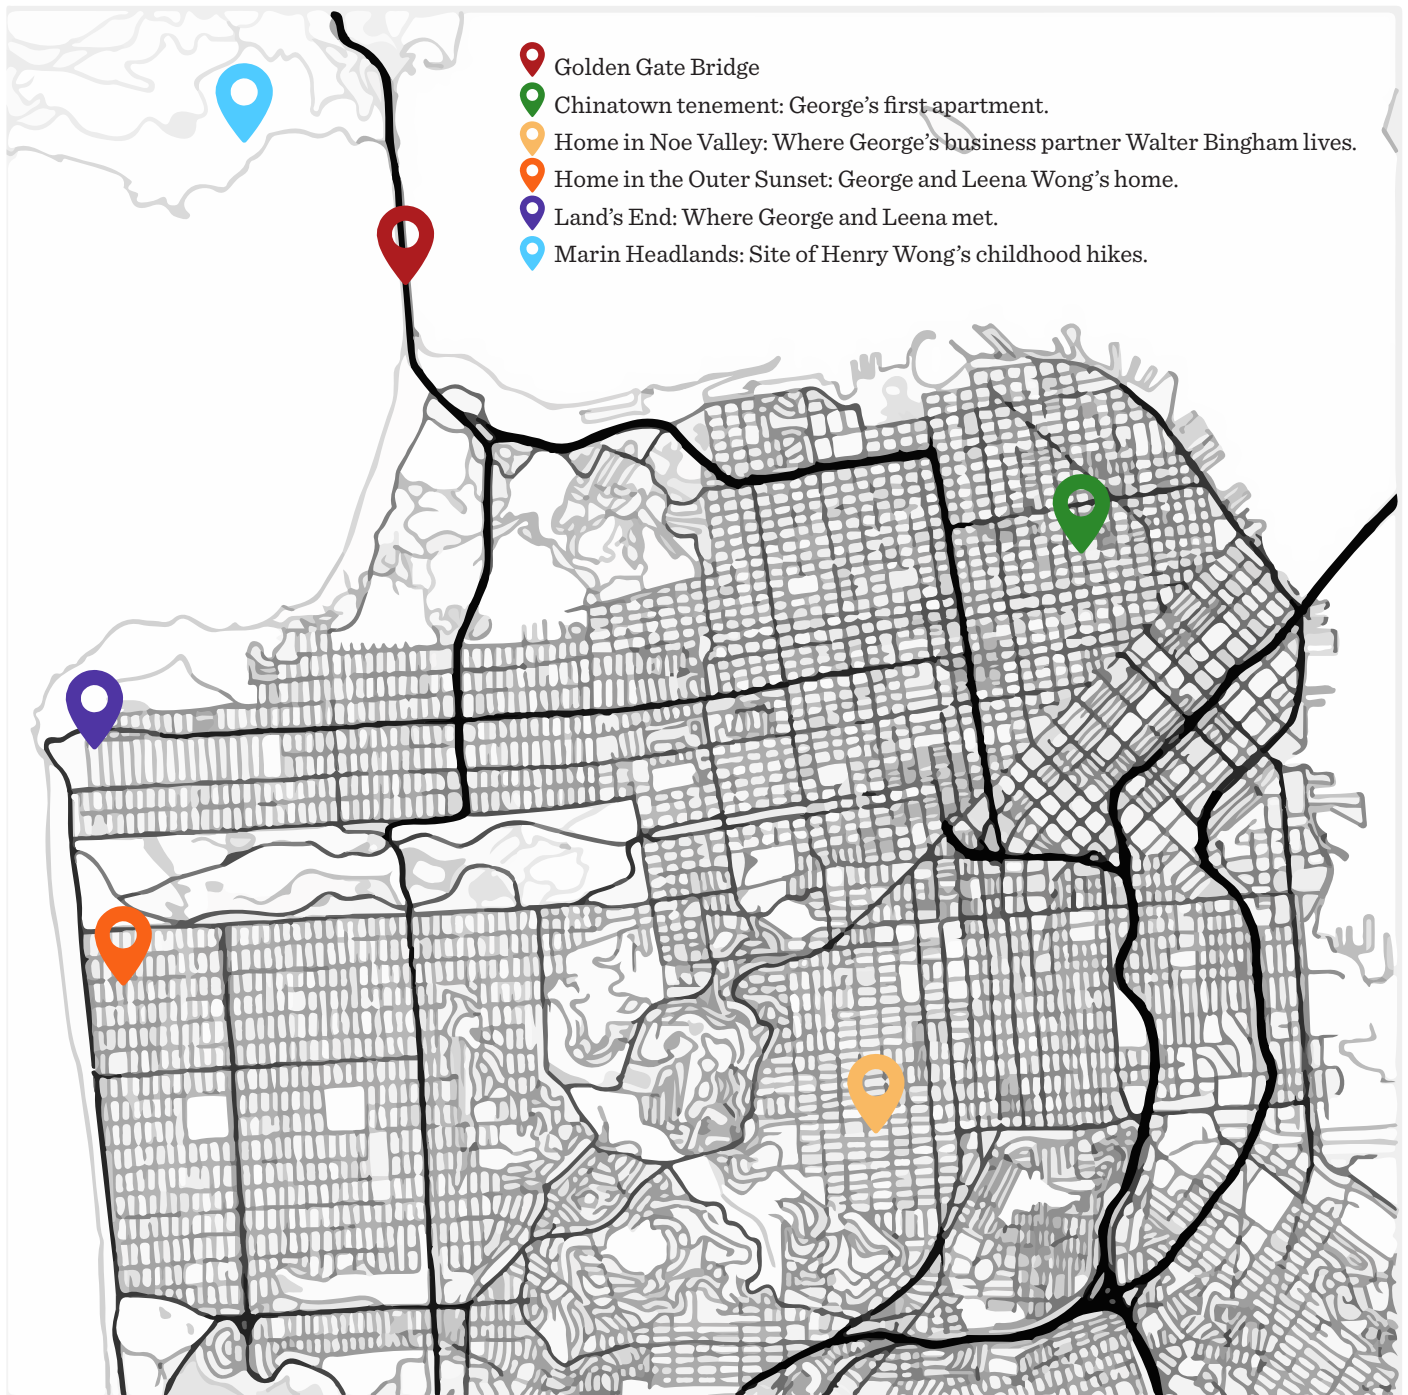 Golden Gate Bridge
Chinatown tenement: George’s first apartment.
Home in Noe Valley: Where George’s business partner Walter Bingham lives.
Home in the Outer Sunset: George and Leena Wong’s home.
Land’s End: Where George and Leena met.
Marin Headlands: Site of Henry Wong’s childhood hikes.